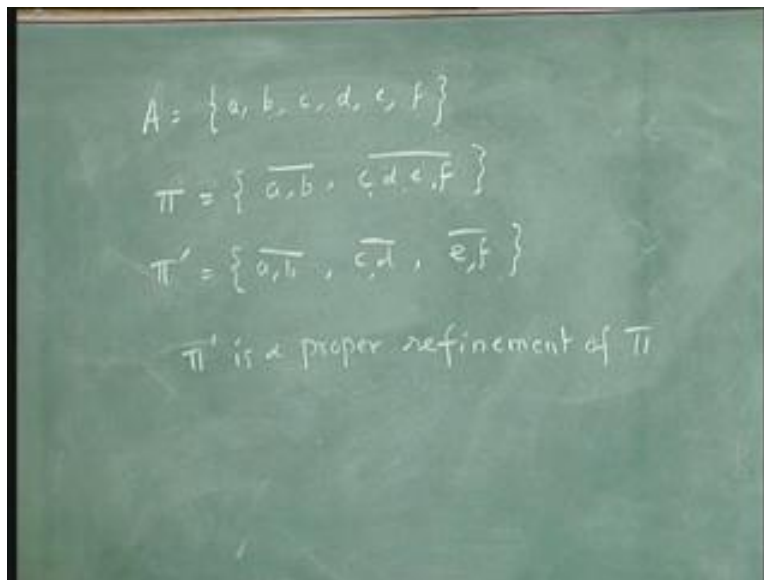 A = {a, b, c, d, e, f}
π = { a,b , c,d,e,f }
π' = { a,b , c,d , e,f }
π' is a proper refinement of π